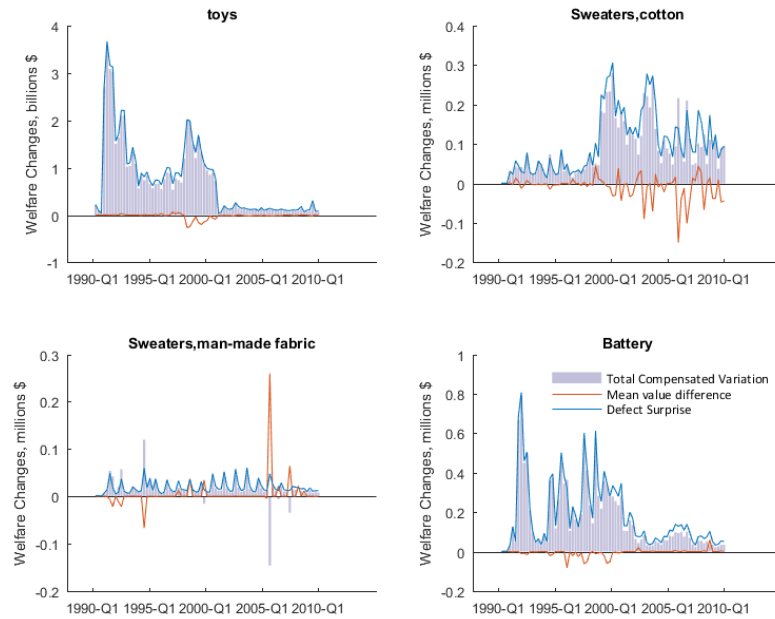 toys
Welfare Changes, billions $
4
3
2
1
0
-1
1990-Q1 1995-Q1 2000-Q1 2005-Q1 2010-Q1
Sweaters,cotton
Welfare Changes, millions $
0.4
0.3
0.2
0.1
0
-0.1
-0.2
1990-Q1 1995-Q1 2000-Q1 2005-Q1 2010-Q1
Sweaters,man-made fabric
Welfare Changes, millions $
0.3
0.2
0.1
0
-0.1
-0.2
1990-Q1 1995-Q1 2000-Q1 2005-Q1 2010-Q1
Battery
Welfare Changes, millions $
1
0.8
0.6
0.4
0.2
0
-0.2
1990-Q1 1995-Q1 2000-Q1 2005-Q1 2010-Q1
Total Compensated Variation
Mean value difference
Defect Surprise